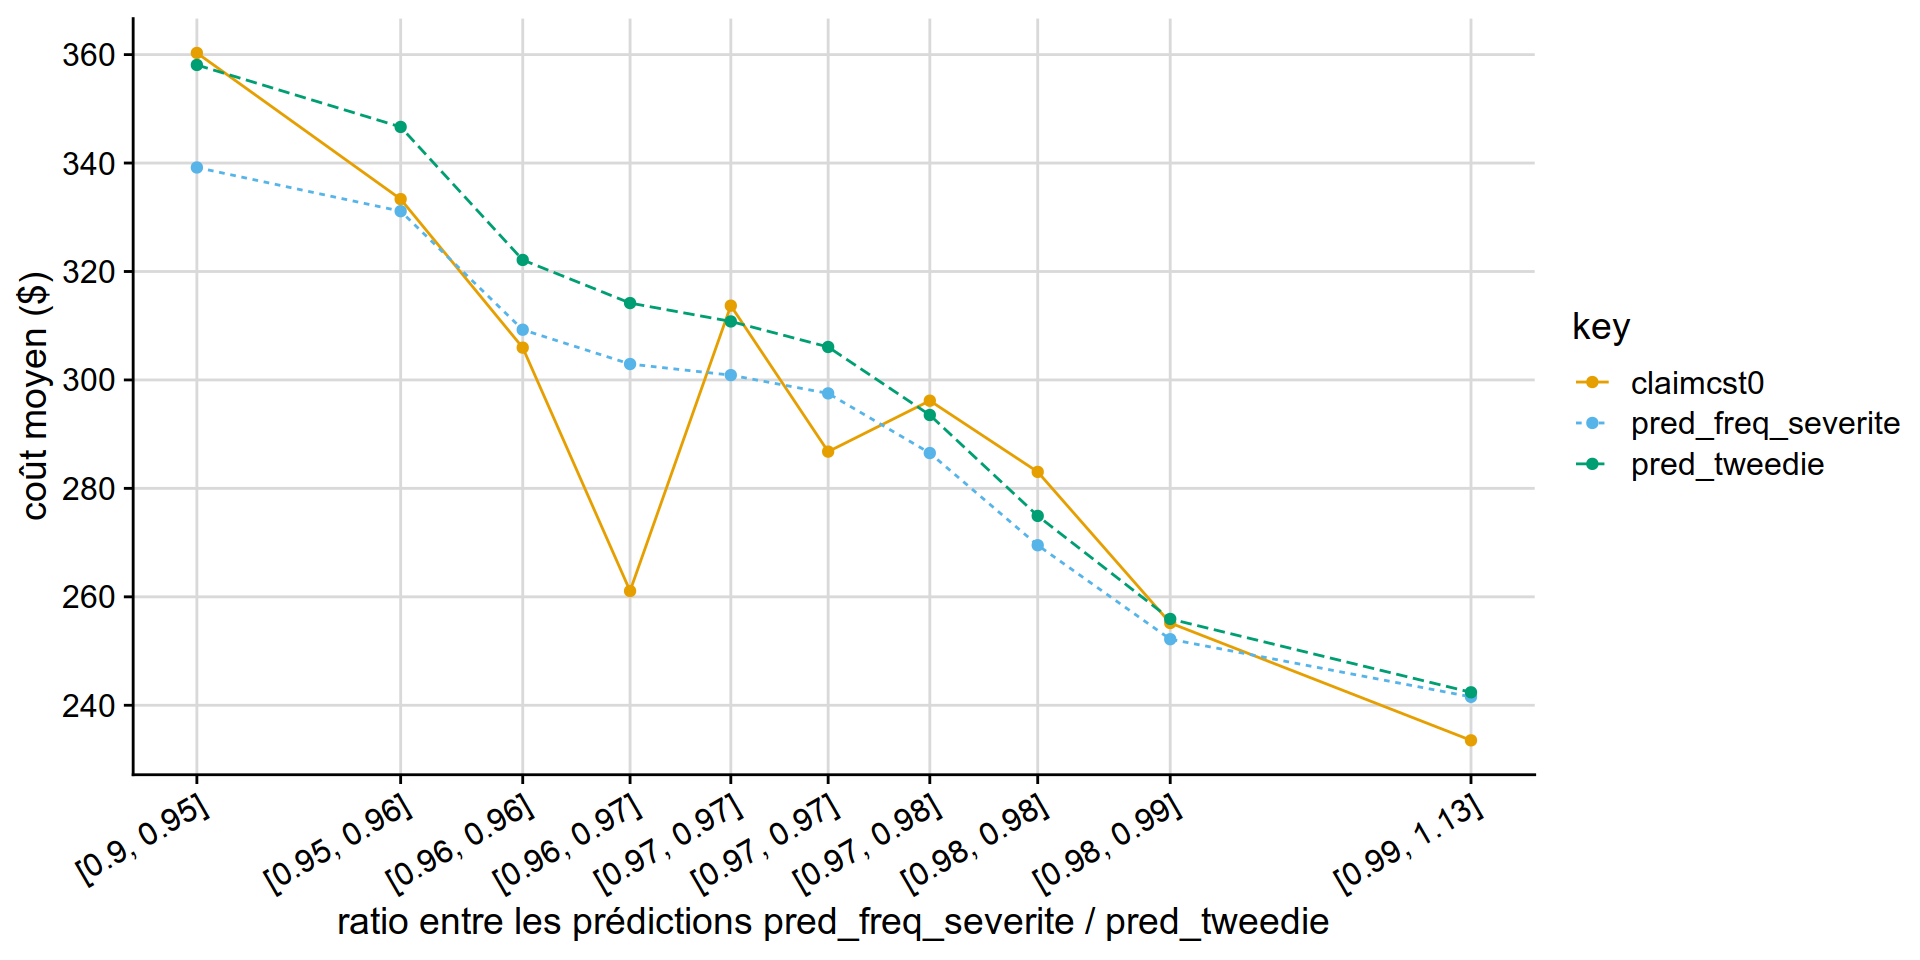 coût moyen ($)
360
340
320
300
280
260
240
[0.9, 0.95]
[0.95, 0.96]
[0.96, 0.96]
[0.96, 0.97]
[0.97, 0.97]
[0.97, 0.97]
[0.97, 0.98]
[0.98, 0.98]
[0.98, 0.99]
[0.99, 1.13]
ratio entre les prédictions pred_freq_severite / pred_tweedie
key
claimcst0
pred_freq_severite
pred_tweedie